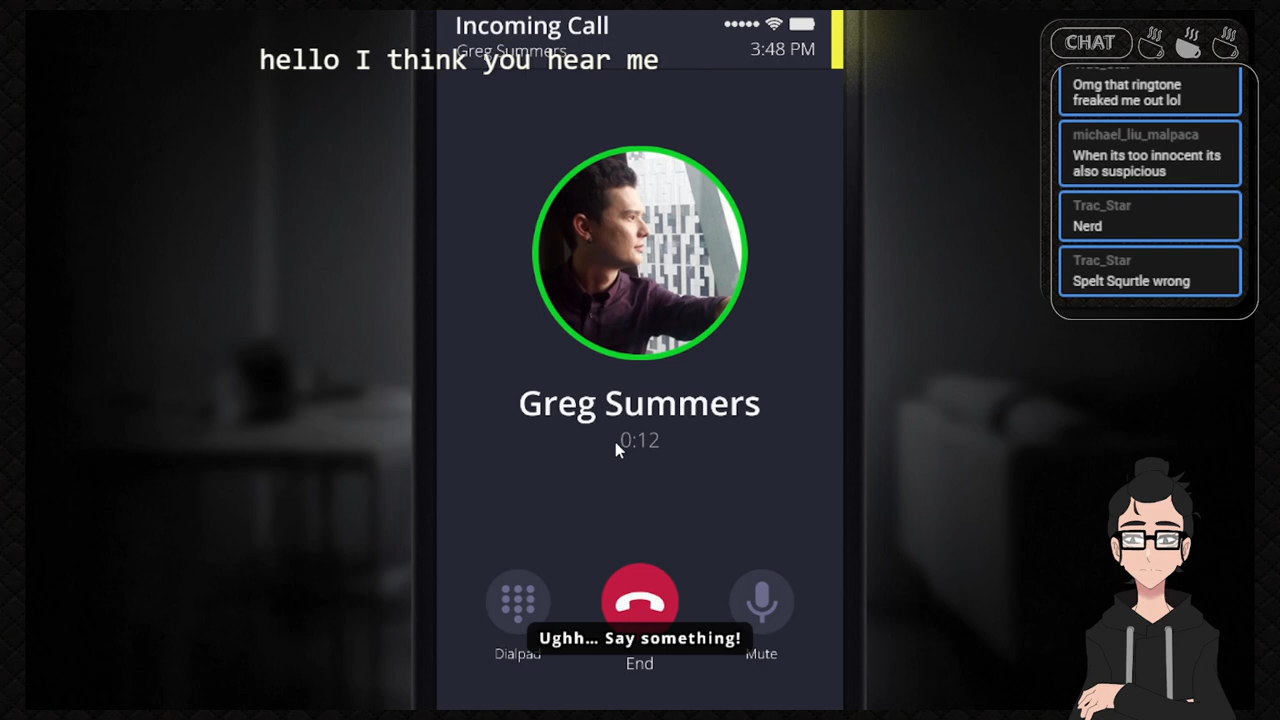 Incoming Call
Greg Summers
3:48 PM
hello I think you hear me
Greg Summers
0:12
Ughh... Say something!
Dialpad
End
Mute
CHAT
Omg that ringtone
freaked me out lol
michael_liu_malpaca
When its too innocent its
also suspicious
Trac_Star
Nerd
Trac_Star
Spelt Squrtle wrong